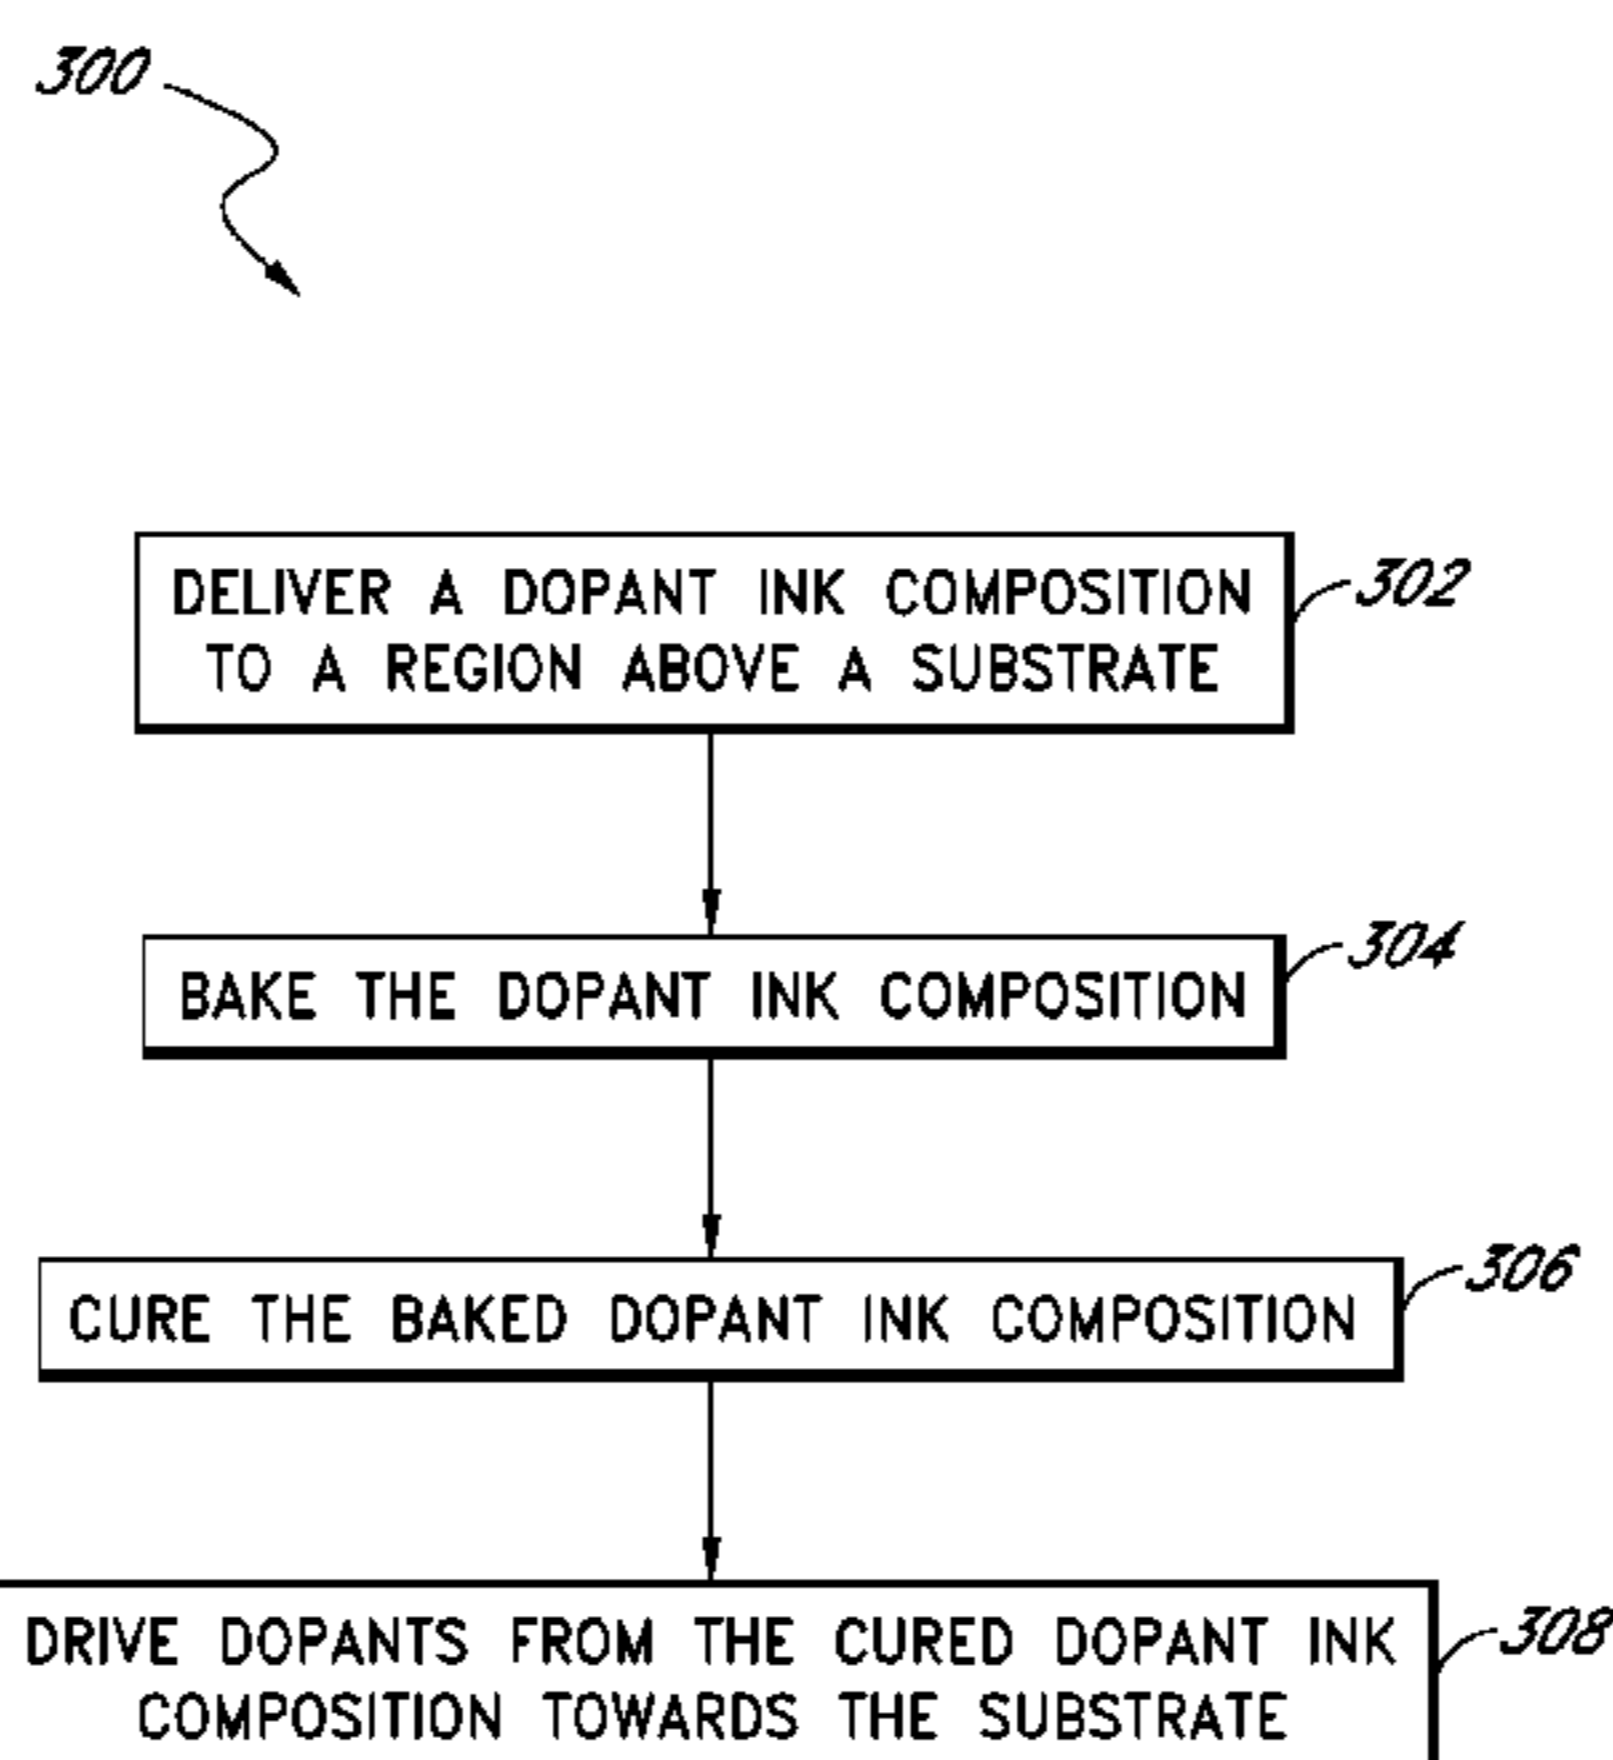 300
DELIVER A DOPANT INK COMPOSITION
TO A REGION ABOVE A SUBSTRATE
302
BAKE THE DOPANT INK COMPOSITION
304
CURE THE BAKED DOPANT INK COMPOSITION
306
DRIVE DOPANTS FROM THE CURED DOPANT INK
COMPOSITION TOWARDS THE SUBSTRATE
308